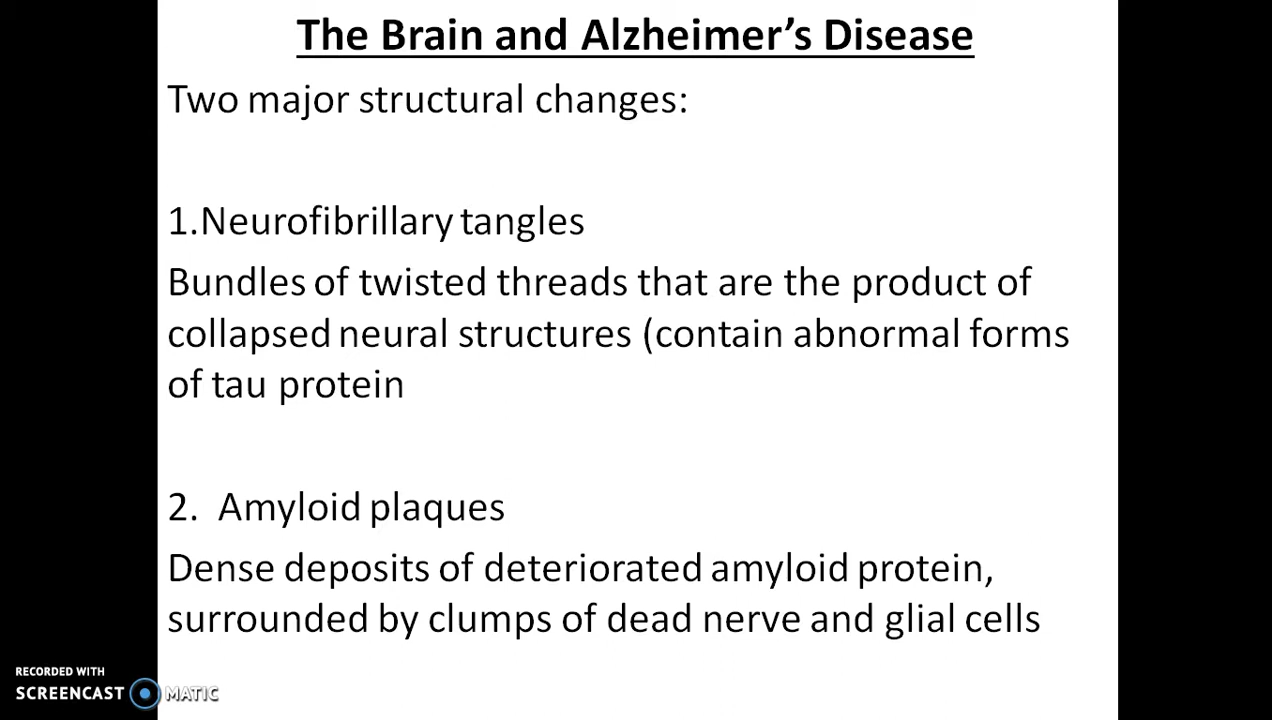 The Brain and Alzheimer’s Disease
Two major structural changes:
1.Neurofibrillary tangles
Bundles of twisted threads that are the product of
collapsed neural structures (contain abnormal forms
of tau protein
2. Amyloid plaques
Dense deposits of deteriorated amyloid protein,
surrounded by clumps of dead nerve and glial cells
RECORDED WITH
SCREENCAST MATIC